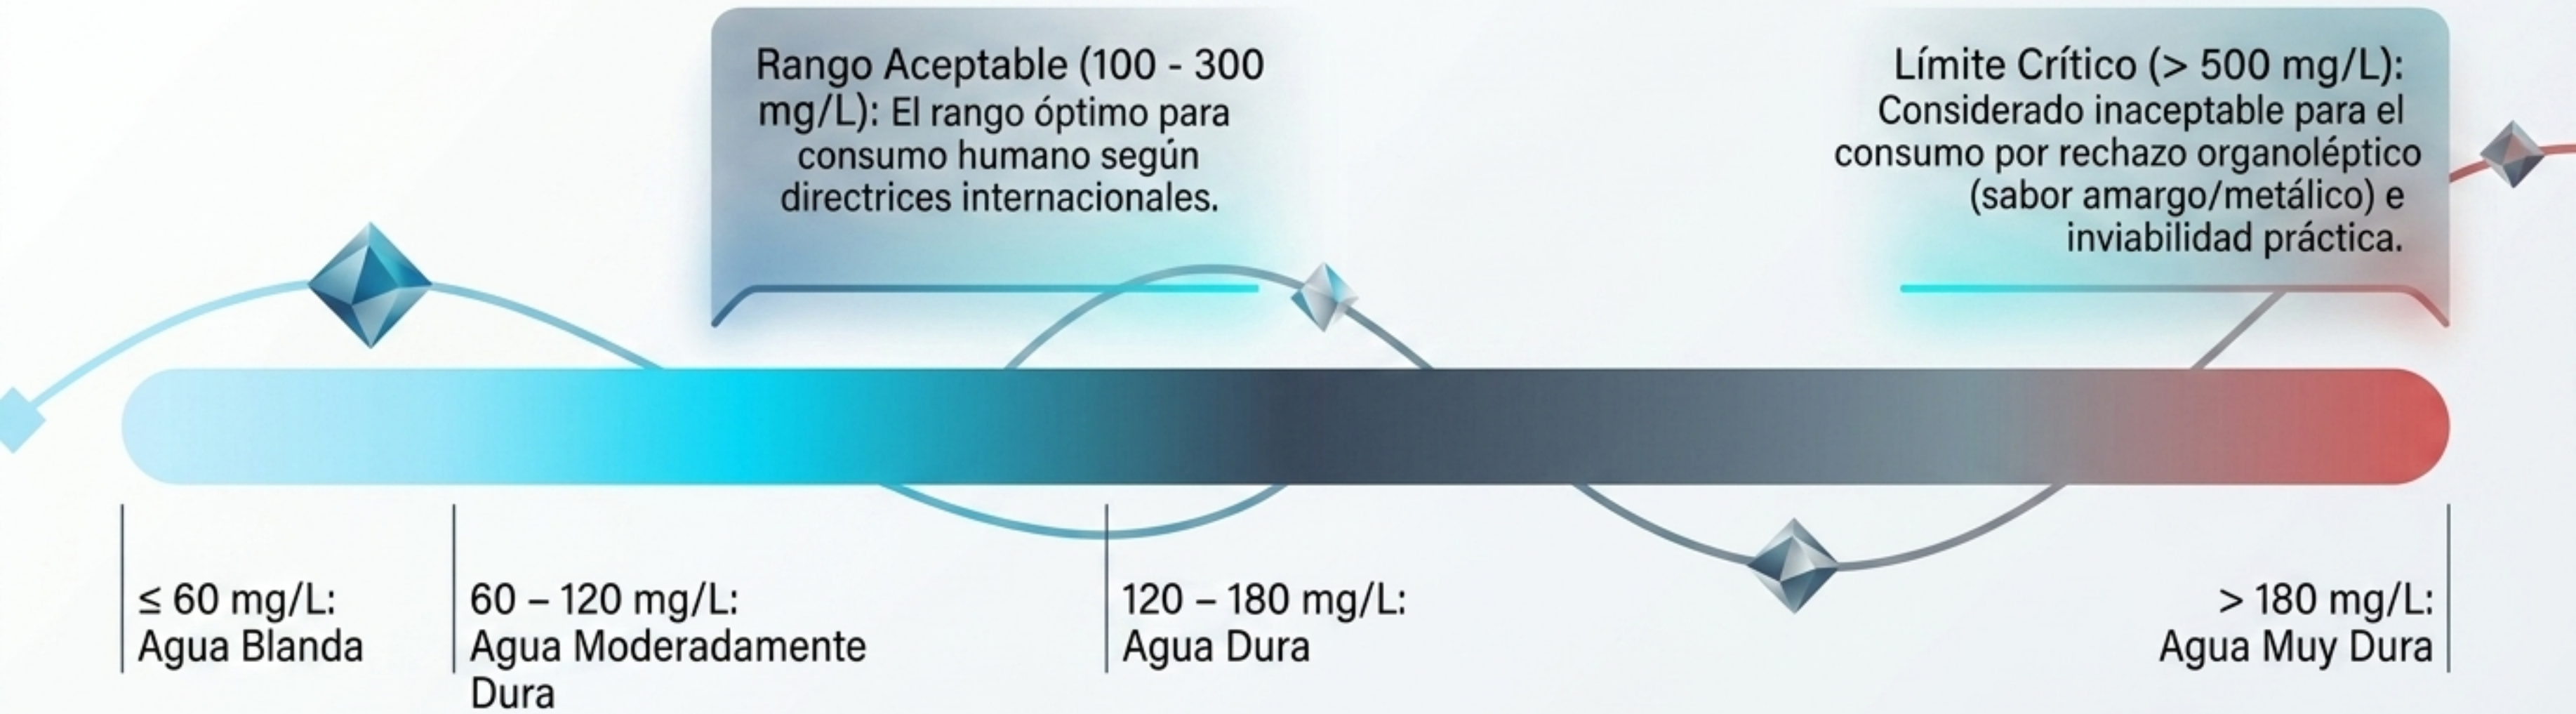 Rango Aceptable (100 - 300
mg/L): El rango óptimo para
consumo humano según
directrices internacionales.
Límite Crítico (> 500 mg/L):
Considerado inaceptable para el
consumo por rechazo organoléptico
(sabor amargo/metálico) e
inviabilidad práctica.
≤ 60 mg/L:
Agua Blanda
60 – 120 mg/L:
Agua Moderadamente
Dura
120 – 180 mg/L:
Agua Dura
> 180 mg/L:
Agua Muy Dura